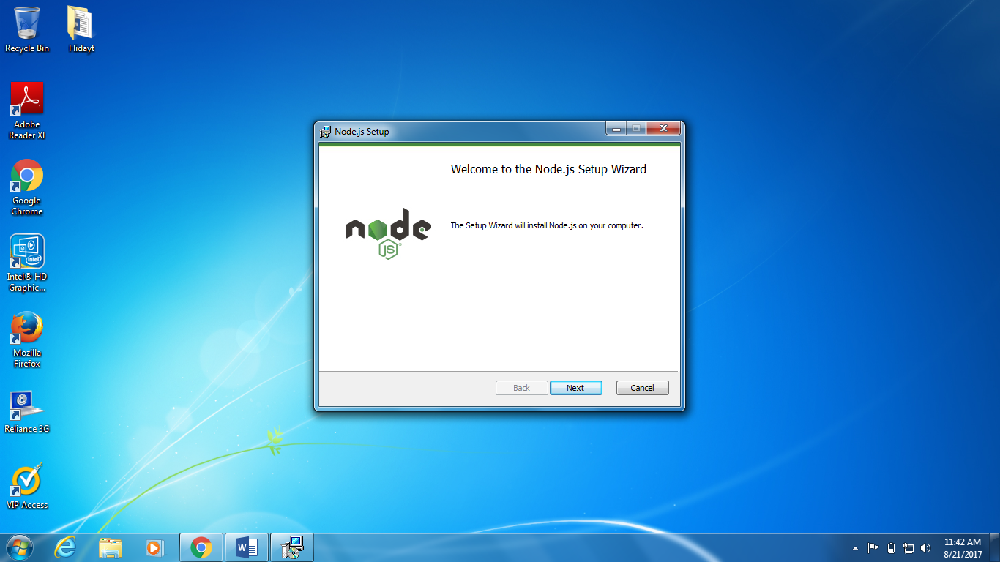 Recycle Bin
Hidayt
Adobe
Reader XI
Google
Chrome
intel
Intel® HD
Graphic...
Mozilla
Firefox
Reliance 3G
VIP Access
Node.js Setup
Welcome to the Node.js Setup Wizard
node
JS®
The Setup Wizard will install Node.js on your computer.
Back
Next
Cancel
W
11:42 AM
8/21/2017